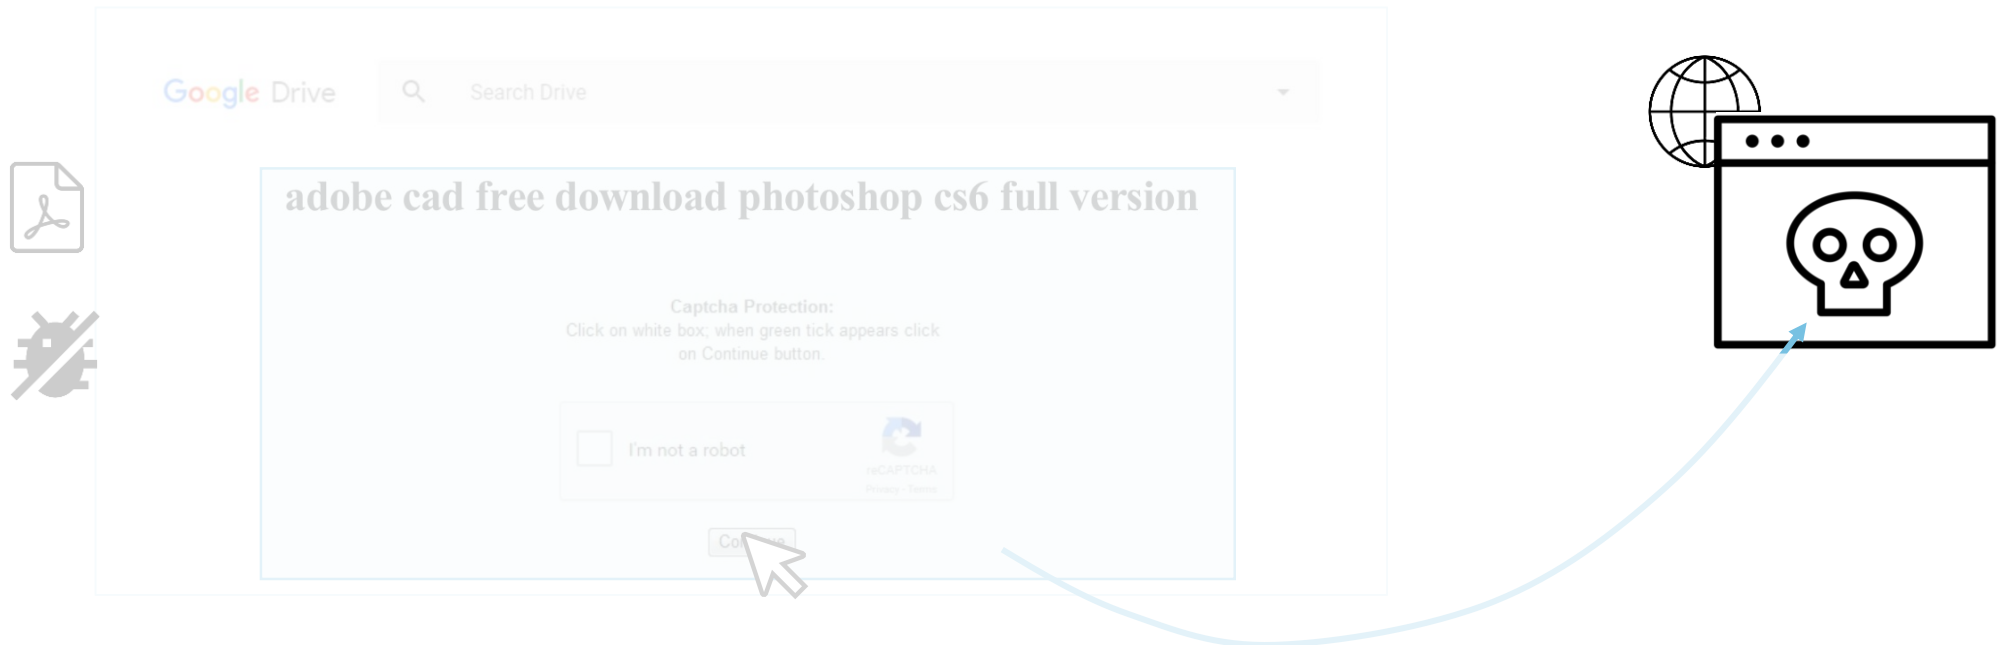 Google Drive
Search Drive
adobe cad free download photoshop cs6 full version
Captcha Protection:
Click on white box; when green tick appears click
on Continue button.
I'm not a robot
reCAPTCHA
Privacy - Terms